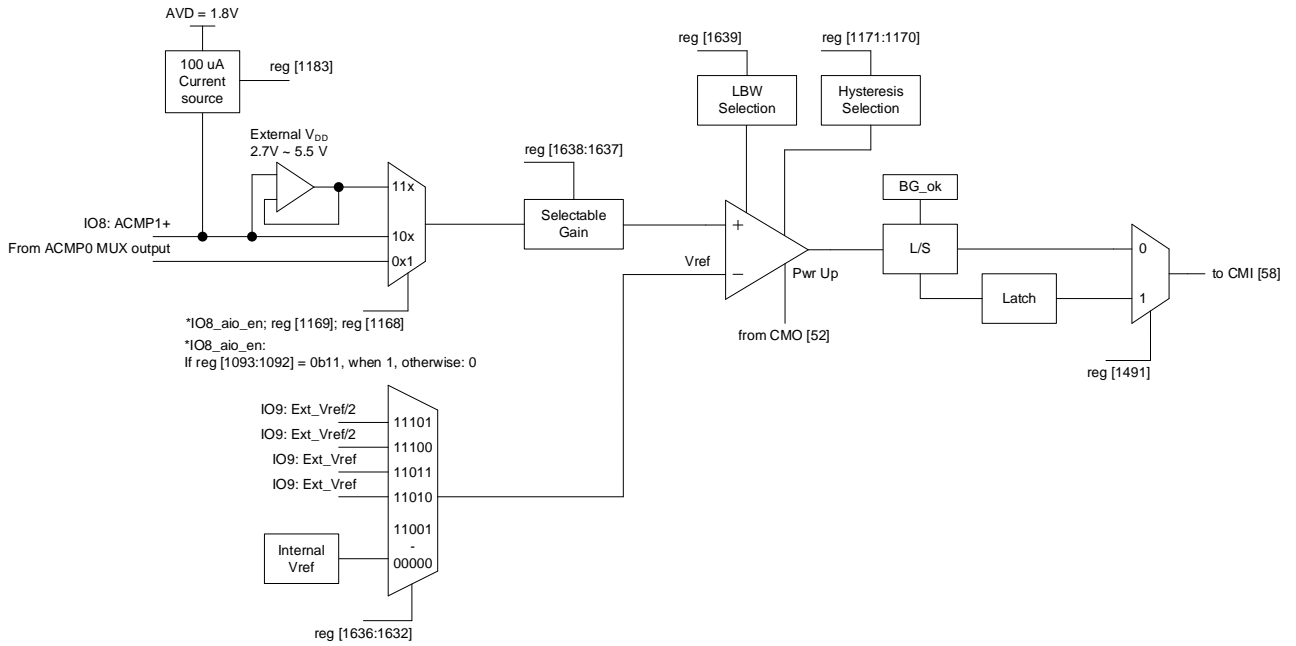 AVD = 1.8V
100 uA
Current
source
reg [1183]
External VDD
2.7V ~ 5.5 V
IO8: ACMP1+
From ACMP0 MUX output
11x
10x
0x1
*IO8_aio_en; reg [1169]; reg [1168]
*IO8_aio_en:
If reg [1093:1092] = 0b11, when 1, otherwise: 0
reg [1638:1637]
Selectable
Gain
reg [1639]
LBW
Selection
reg [1171:1170]
Hysteresis
Selection
Vref
+
–
Pwr Up
from CMO [52]
BG_ok
L/S
Latch
0
1
to CMI [58]
reg [1491]
IO9: Ext_Vref/2
IO9: Ext_Vref/2
IO9: Ext_Vref
IO9: Ext_Vref
11101
11100
11011
11010
11001
-
00000
Internal
Vref
reg [1636:1632]